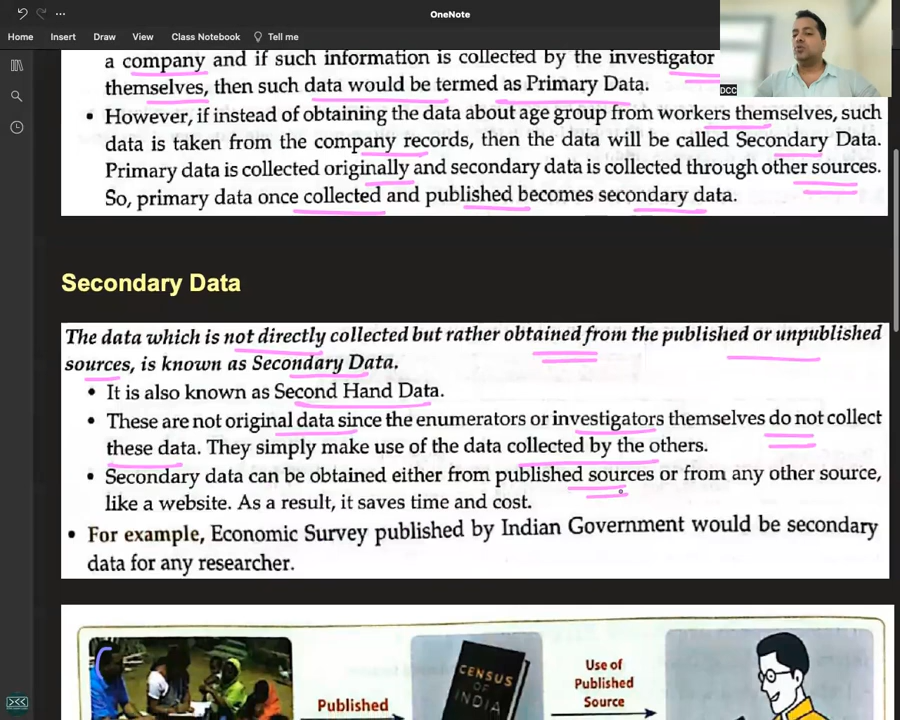 OneNote
Home Insert Draw View Class Notebook Tell me
DCC
a company and if such information is collected by the investigator
themselves, then such data would be termed as Primary Data.
• However, if instead of obtaining the data about age group from workers themselves, such
data is taken from the company records, then the data will be called Secondary Data.
Primary data is collected originally and secondary data is collected through other sources.
So, primary data once collected and published becomes secondary data.
Secondary Data
The data which is not directly collected but rather obtained from the published or unpublished
sources, is known as Secondary Data.
• It is also known as Second Hand Data.
• These are not original data since the enumerators or investigators themselves do not collect
these data. They simply make use of the data collected by the others.
• Secondary data can be obtained either from published sources or from any other source,
like a website. As a result, it saves time and cost.
• For example, Economic Survey published by Indian Government would be secondary
data for any researcher.
Published
CENSUS
OF
INDIA
Use of
Published
Source